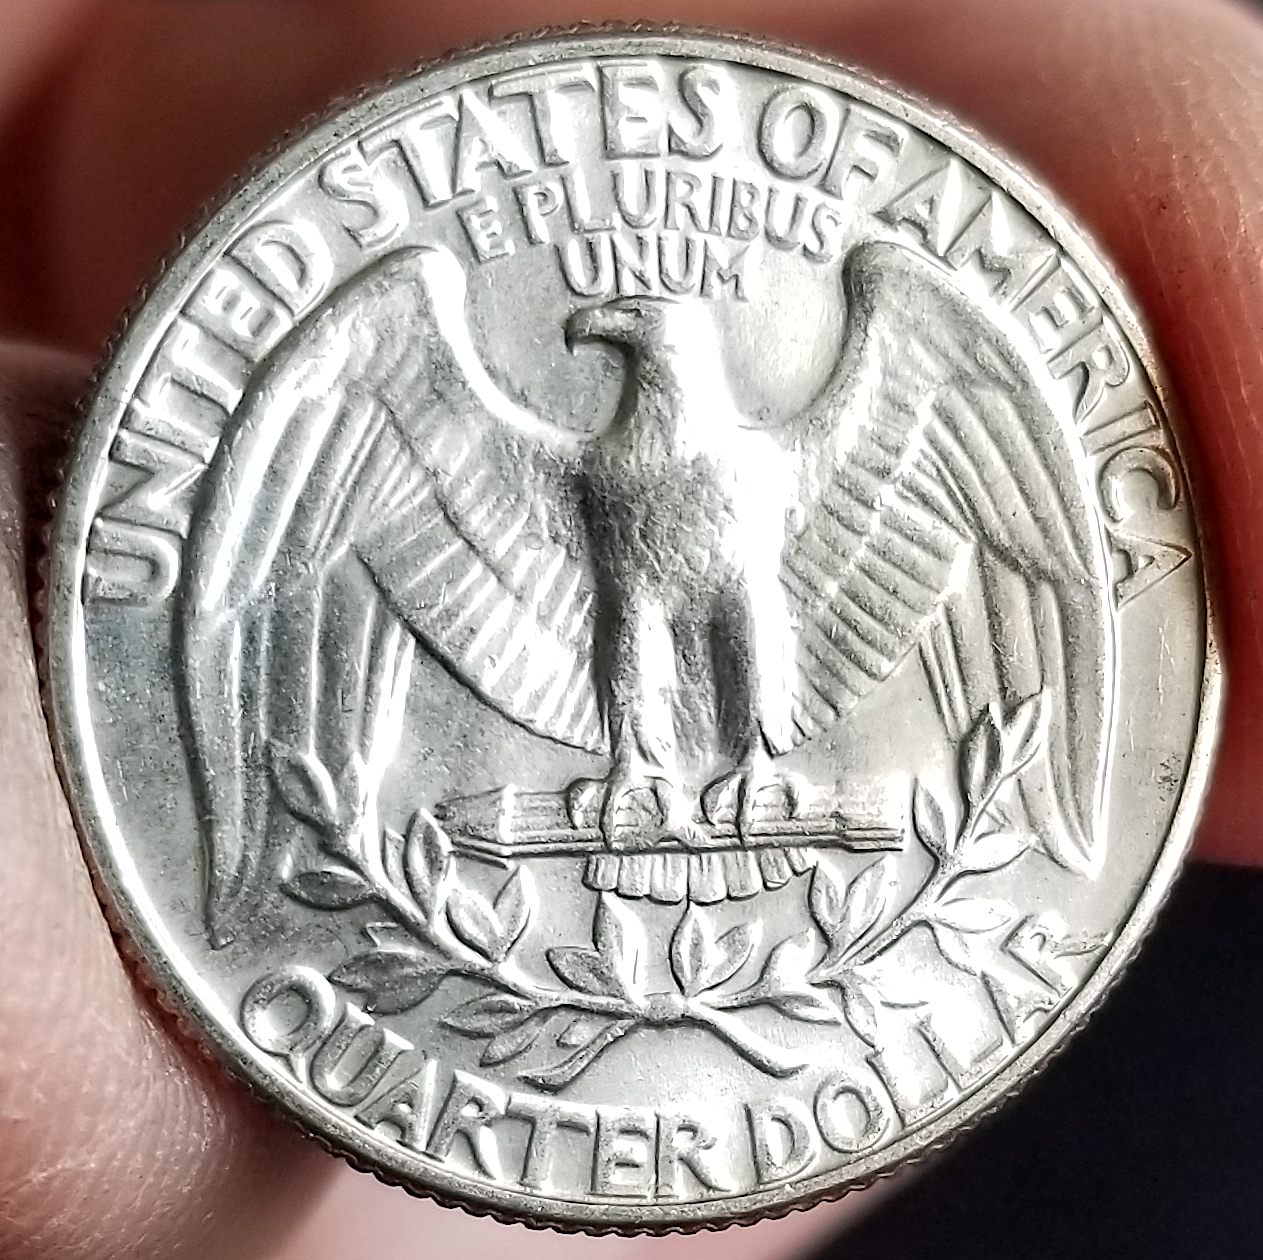 UNITED STATES OF AMERICA
E PLURIBUS
UNUM
QUARTER DOLLAR